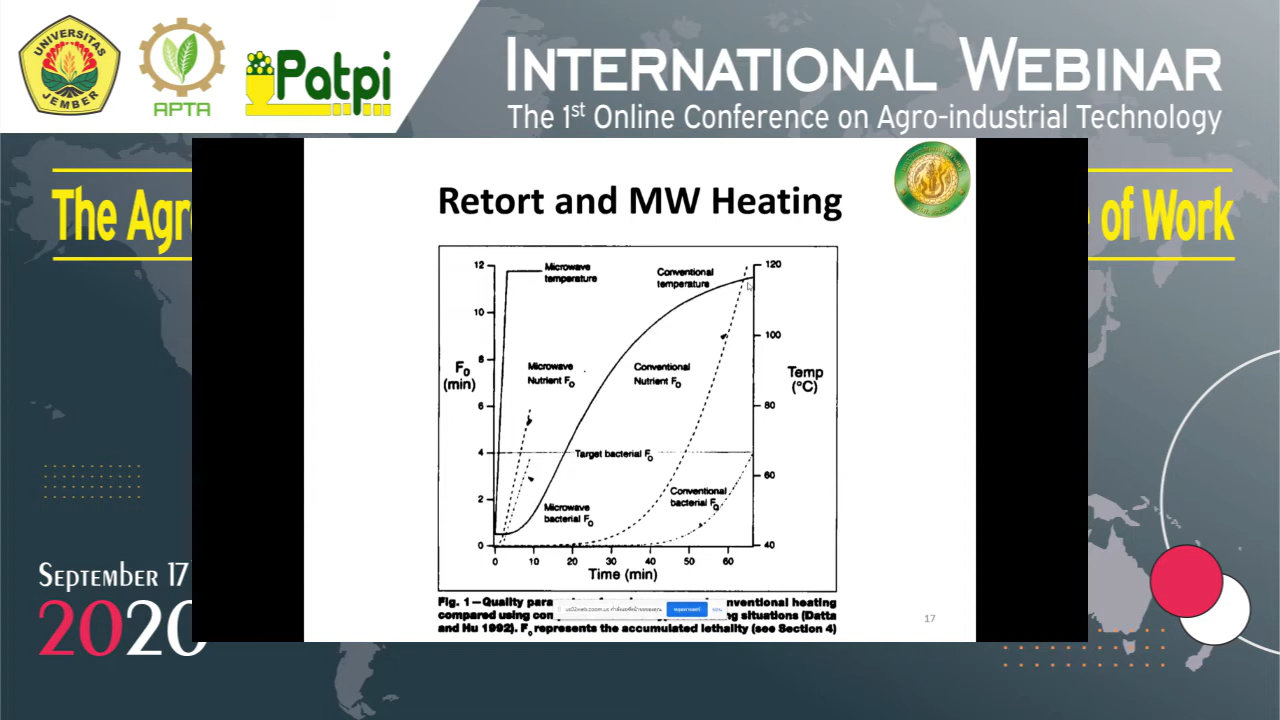 UNIVERSITAS
JEMBER
APTA
Patpi
INTERNATIONAL WEBINAR
The 1st Online Conference on Agro-industrial Technology
The Agr
e of Work
SEPTEMBER 17
2020
Retort and MW Heating
12
10
8
6
4
2
0
F₀
(min)
Microwave
temperature
Conventional
temperature
Microwave
Nutrient F₀
Conventional
Nutrient F₀
Target bacterial F₀
Conventional
bacterial F₀
Microwave
bacterial F₀
120
100
80
60
40
Temp
(°C)
0
10
20
30
40
50
60
Time (min)
Fig. 1—Quality para nventional heating
compared using con g situations (Datta
and Hu 1992). F₀ represents the accumulated lethality (see Section 4)
17